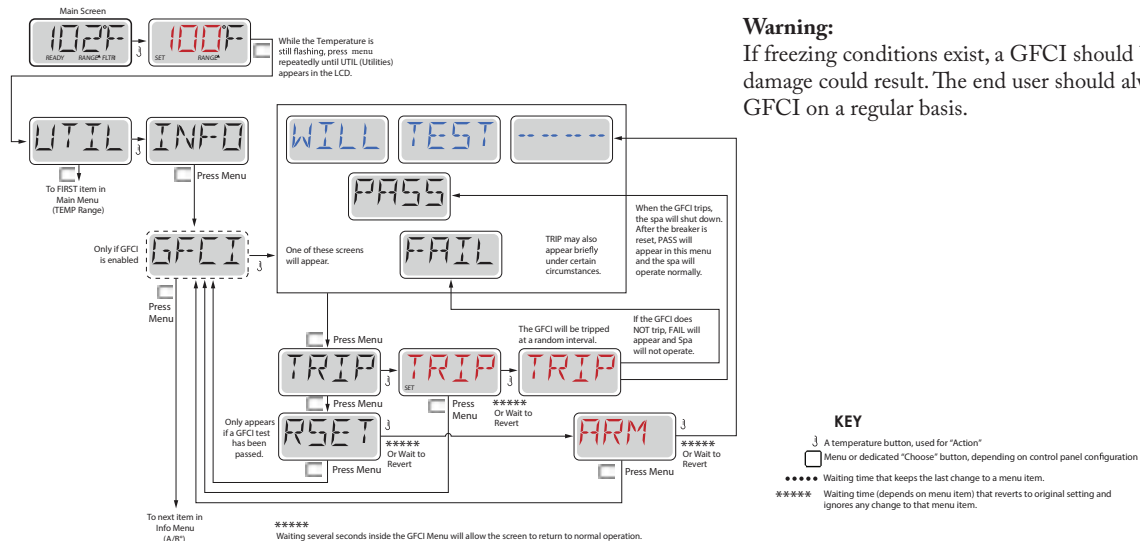 Main Screen
102°F
READY RANGE FLTR1
100°F
SET RANGE
While the Temperature is
still flashing, press menu
repeatedly until UTIL (Utilities)
appears in the LCD.
Warning:
If freezing conditions exist, a GFCI should
damage could result. The end user should
GFCI on a regular basis.
UTIL
INFO
To FIRST item in
Main Menu
(TEMP Range)
Press Menu
WILL
TEST
-----
PASS
FAIL
Only if GFCI
is enabled
GFCI
One of these screens
will appear.
TRIP may also
appear briefly
under certain
circumstances.
When the GFCI trips,
the spa will shut down.
After the breaker is
reset, PASS will
appear in this menu
and the spa will
operate normally.
Press
Menu
Press Menu
The GFCI will be tripped
at a random interval.
If the GFCI does
NOT trip, FAIL will
appear and Spa
will not operate.
TRIP
TRIP
SET
TRIP
Press Menu
Press
Menu
*****
Or Wait to
Revert
Only appears
if a GFCI test
has been
passed.
RSET
*****
Or Wait to
Revert
ARM
*****
Or Wait to
Revert
Press Menu
Press Menu
To next item in
Info Menu
(A/B*)
*****
Waiting several seconds inside the GFCI Menu will allow the screen to return to normal operation.
KEY
A temperature button, used for "Action"
Menu or dedicated "Choose" button, depending on control panel configuration
••••• Waiting time that keeps the last change to a menu item.
***** Waiting time (depends on menu item) that reverts to original setting and
ignores any change to that menu item.